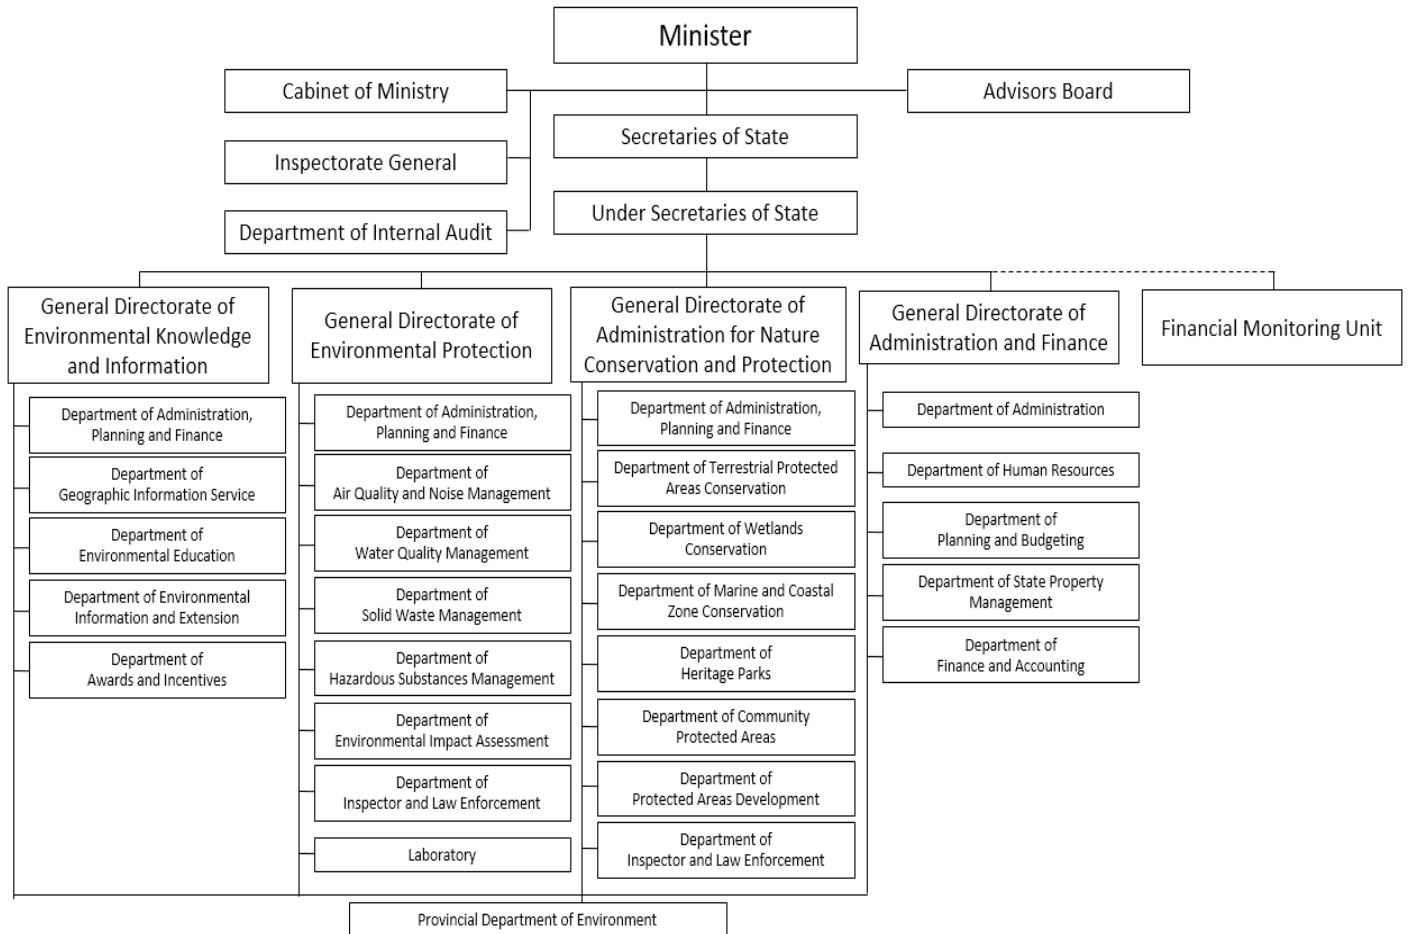 Minister
Cabinet of Ministry
Advisors Board
Secretaries of State
Inspectorate General
Under Secretaries of State
Department of Internal Audit
General Directorate of
Environmental Knowledge
and Information
General Directorate of
Environmental Protection
General Directorate of
Administration for Nature
Conservation and Protection
General Directorate of
Administration and Finance
Financial Monitoring Unit
Department of Administration,
Planning and Finance
Department of
Geographic Information Service
Department of
Environmental Education
Department of Environmental
Information and Extension
Department of
Awards and Incentives
Department of Administration,
Planning and Finance
Department of
Air Quality and Noise Management
Department of
Water Quality Management
Department of
Solid Waste Management
Department of
Hazardous Substances Management
Department of
Environmental Impact Assessment
Department of
Inspector and Law Enforcement
Laboratory
Department of Administration,
Planning and Finance
Department of Terrestrial Protected
Areas Conservation
Department of Wetlands
Conservation
Department of Marine and Coastal
Zone Conservation
Department of
Heritage Parks
Department of Community
Protected Areas
Department of
Protected Areas Development
Department of
Inspector and Law Enforcement
Department of Administration
Department of Human Resources
Department of
Planning and Budgeting
Department of State Property
Management
Department of
Finance and Accounting
Provincial Department of Environment